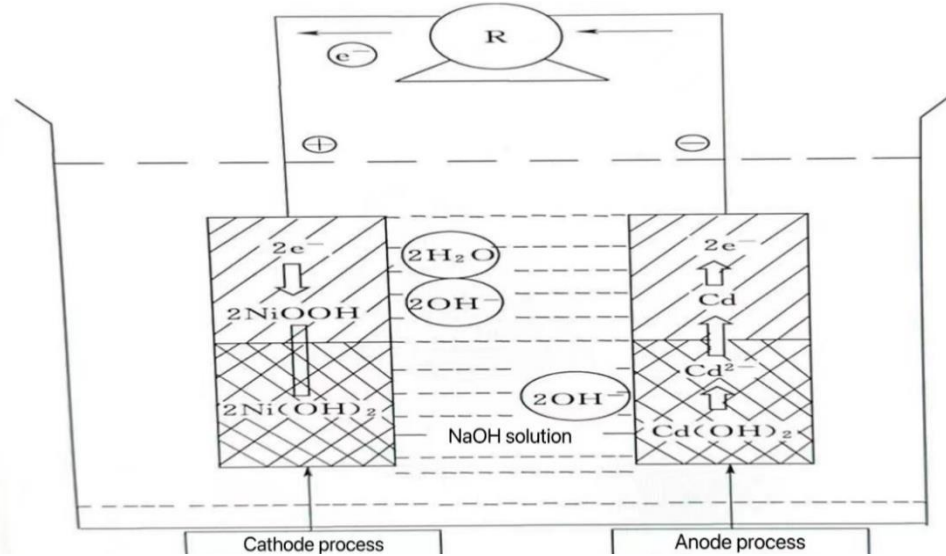 R
e⁻
+
−
2e⁻
2NiOOH
2Ni(OH)₂
2H₂O
2OH⁻
2OH⁻
NaOH solution
2e⁻
Cd
Cd²⁻
Cd(OH)₂
Cathode process
Anode process